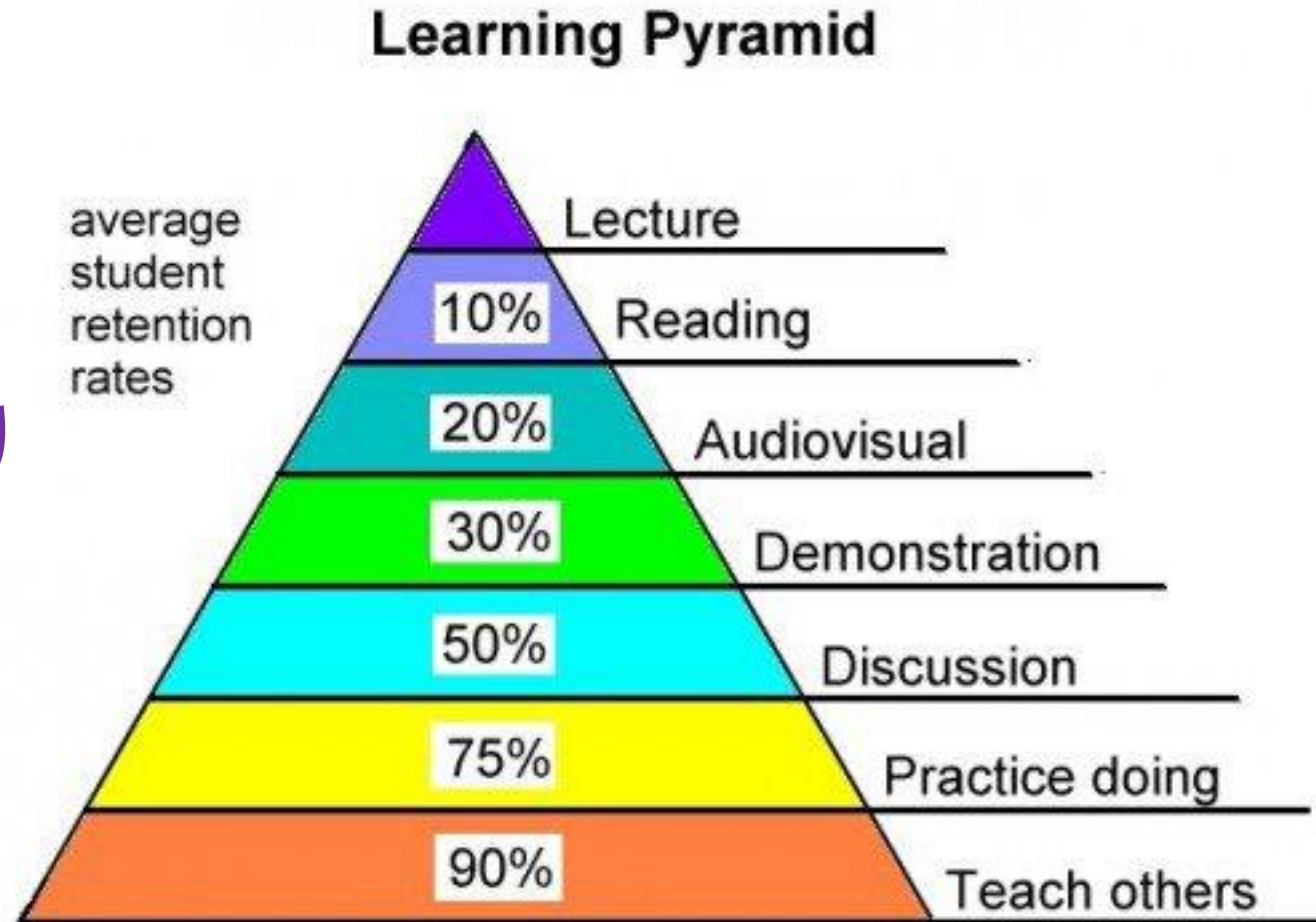 Learning Pyramid
average
student
retention
rates
Lecture
10% Reading
20% Audiovisual
30% Demonstration
50% Discussion
75% Practice doing
90% Teach others